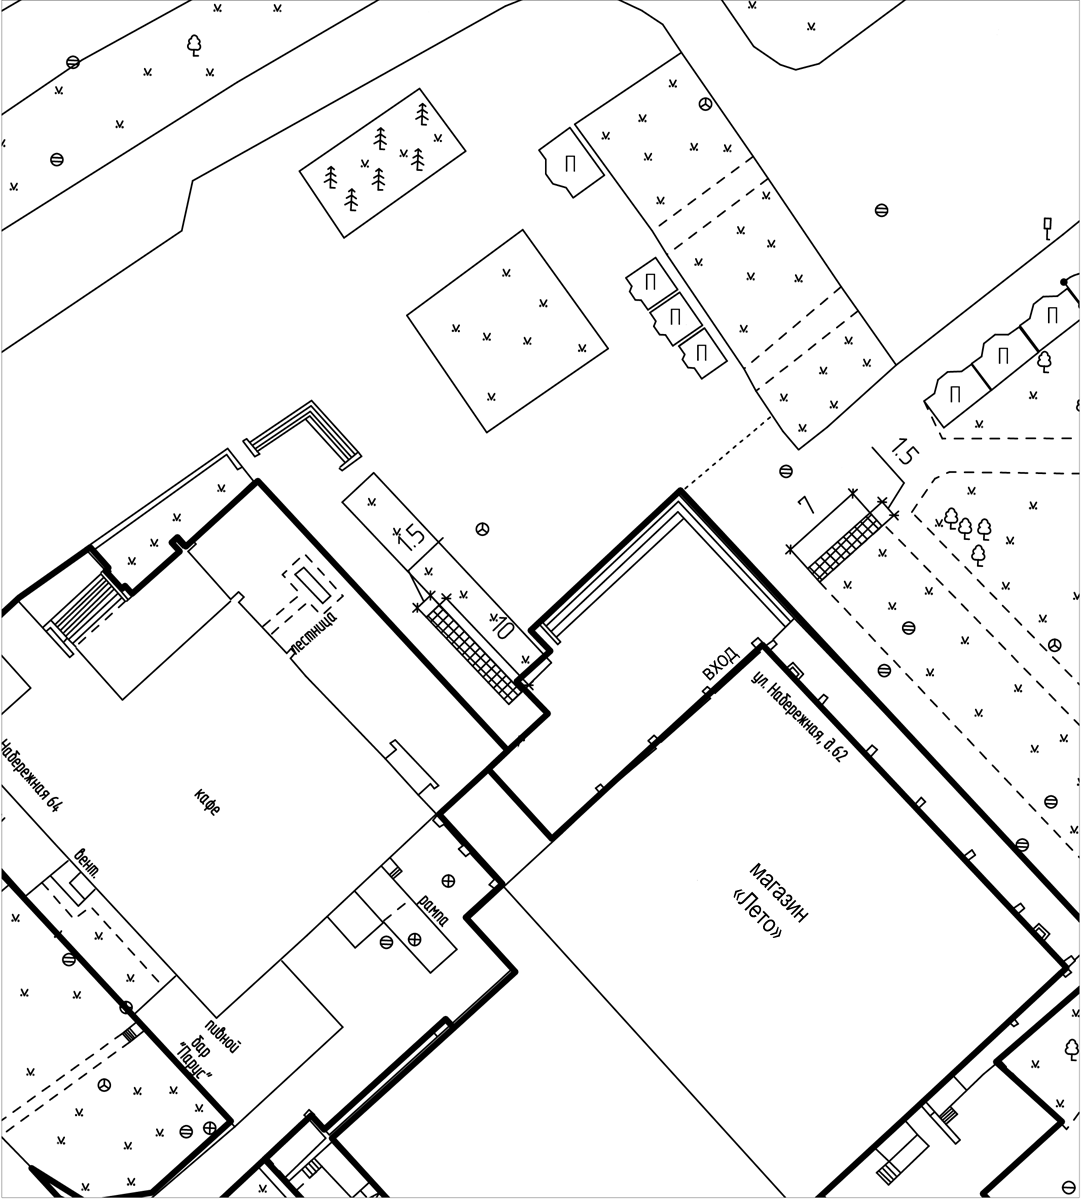 П
П
П
П
П
П
П
1.5
7
1.5
10
лестница
ВХОД
ул. Набережная, д.62
Набережная 64
кафе
вент.
рампа
магазин
«Лето»
пивной
бар
"Парус"